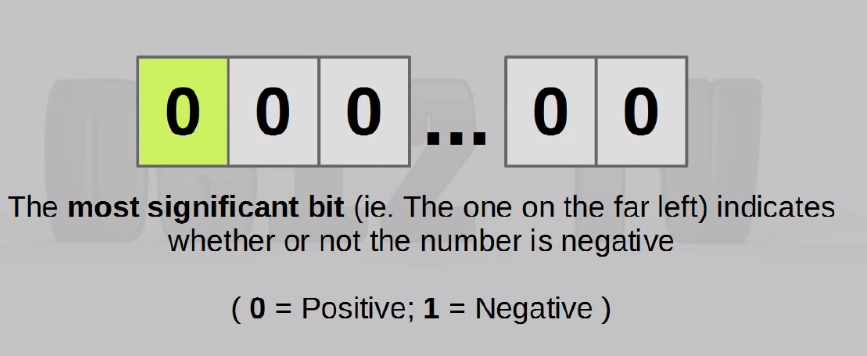 0 0 0 ... 0 0
The most significant bit (ie. The one on the far left) indicates
whether or not the number is negative
( 0 = Positive; 1 = Negative )